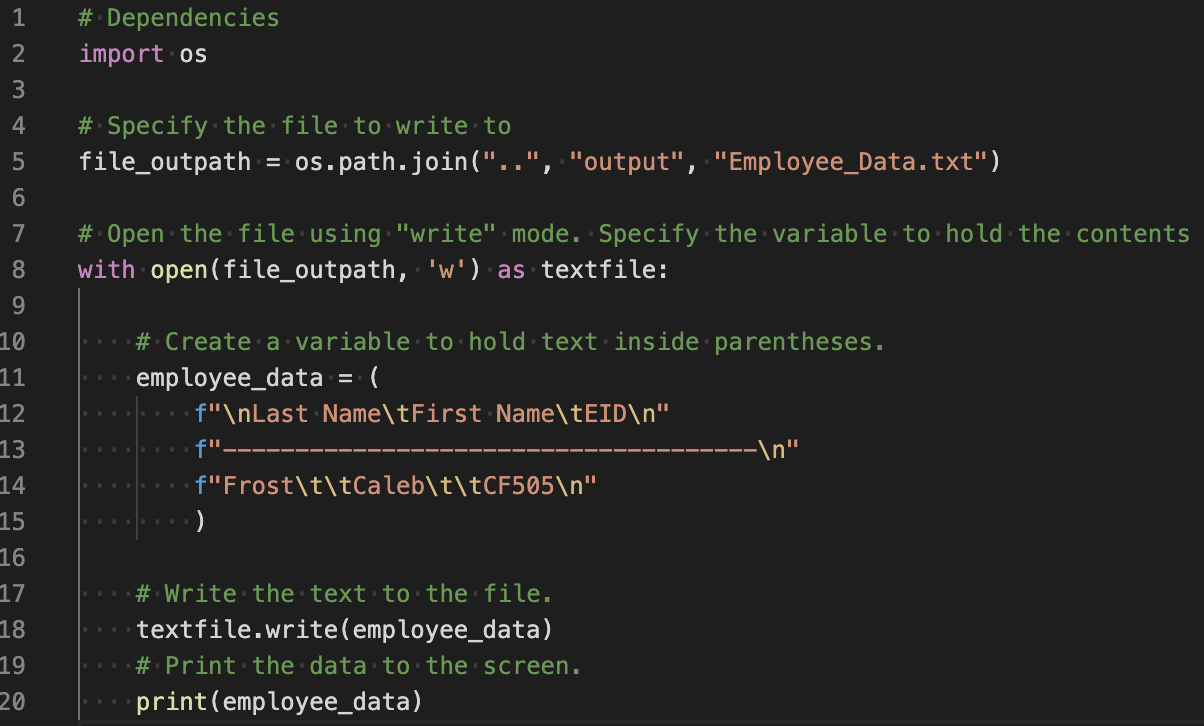 1 # Dependencies
2 import os
3
4 # Specify the file to write to
5 file_outpath = os.path.join("..", "output", "Employee_Data.txt")
6
7 # Open the file using "write" mode. Specify the variable to hold the contents
8 with open(file_outpath, 'w') as textfile:
9
10 # Create a variable to hold text inside parentheses.
11 employee_data = (
12 f"\nLast Name\tFirst Name\tEID\n"
13 f"-------------------------------------\n"
14 f"Frost\t\tCaleb\t\tCF505\n"
15 )
16
17 # Write the text to the file.
18 textfile.write(employee_data)
19 # Print the data to the screen.
20 print(employee_data)